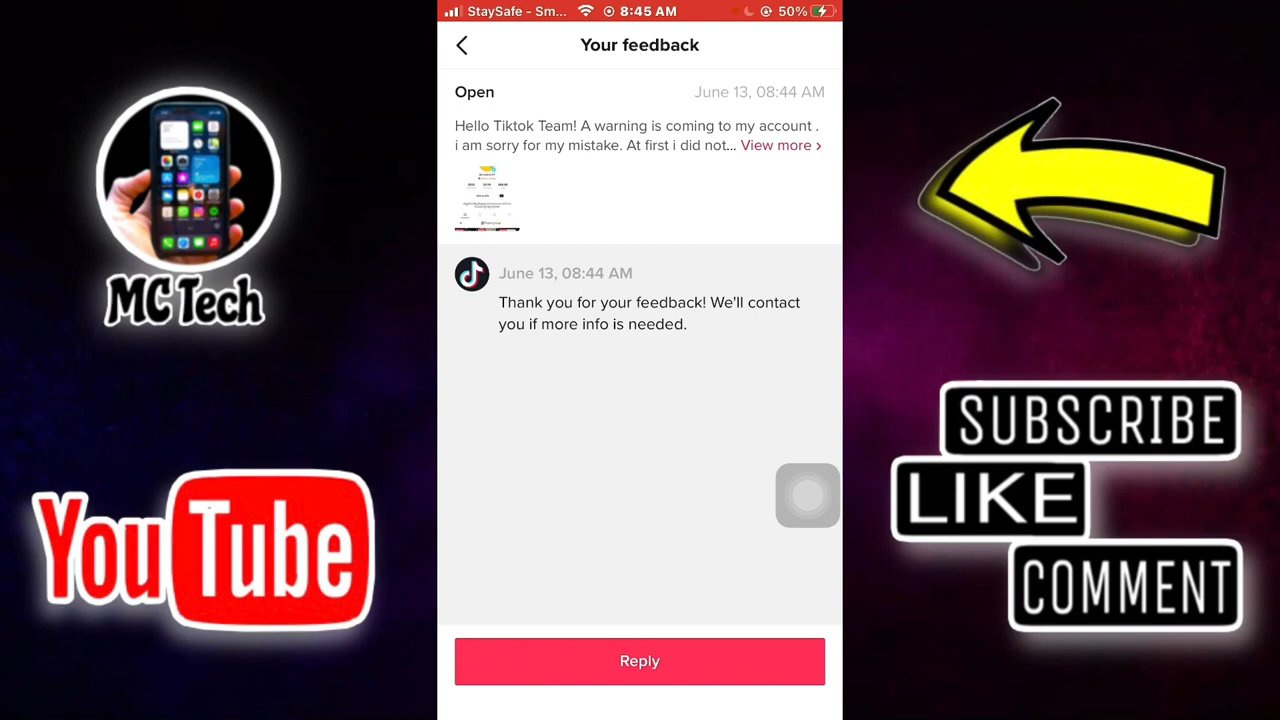 StaySafe - Sm... 8:45 AM 50%
Your feedback
Open June 13, 08:44 AM
Hello Tiktok Team! A warning is coming to my account .
i am sorry for my mistake. At first i did not... View more ›
June 13, 08:44 AM
Thank you for your feedback! We'll contact
you if more info is needed.
Reply
MC Tech
YouTube
SUBSCRIBE
LIKE
COMMENT